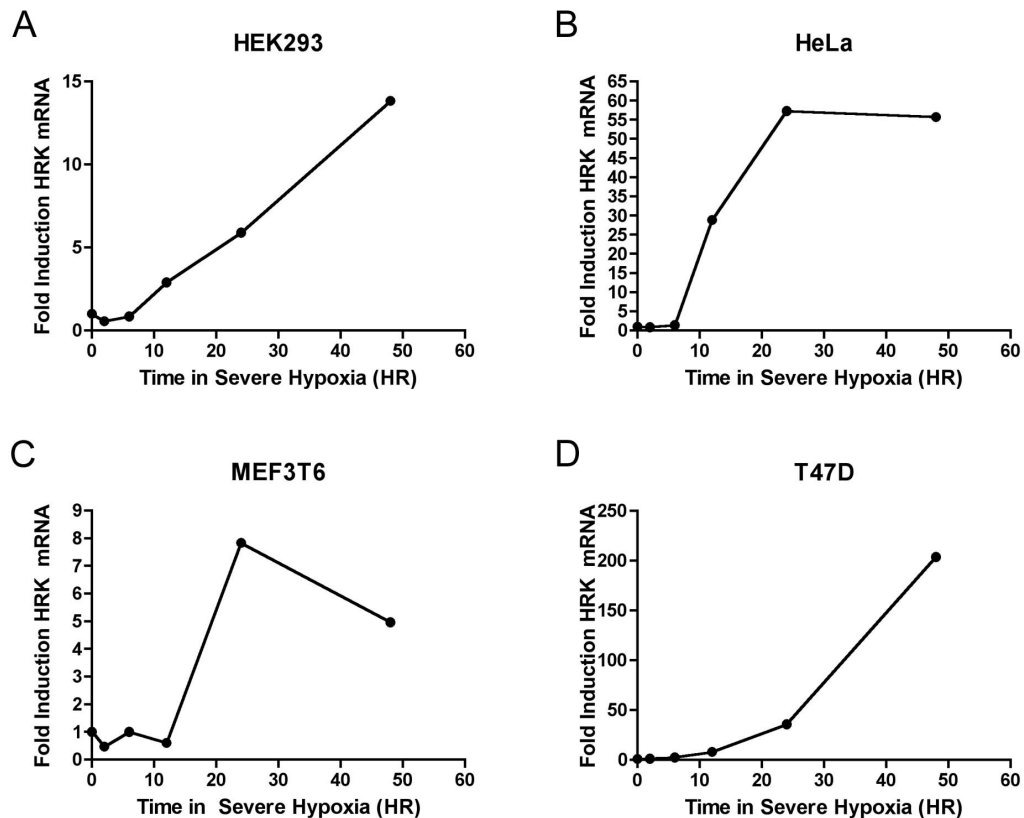 A
HEK293
Fold Induction HRK mRNA
15
10
5
0
0 10 20 30 40 50 60
Time in Severe Hypoxia (HR)
B
HeLa
Fold Induction HRK mRNA
65
60
55
50
45
40
35
30
25
20
15
10
5
0
0 10 20 30 40 50 60
Time in Severe Hypoxia (HR)
C
MEF3T6
Fold Induction HRK mRNA
9
8
7
6
5
4
3
2
1
0
0 10 20 30 40 50 60
Time in Severe Hypoxia (HR)
D
T47D
Fold Induction HRK mRNA
250
200
150
100
50
0
0 10 20 30 40 50 60
Time in Severe Hypoxia (HR)